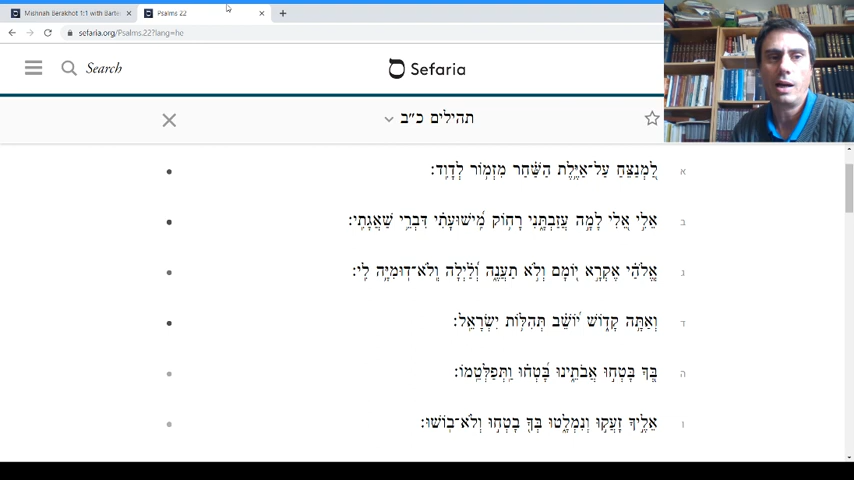 Mishnah Berakhot 1:1 with Barte
Psalms 22
sefaria.org/Psalms.22?lang=he
Search
Sefaria
תהילים כ״ב
א לַמְנַצֵּחַ עַל־אַיֶּלֶת הַשַּׁחַר מִזְמוֹר לְדָוִד׃
ב אֵלִי אֵלִי לָמָה עֲזַבְתָּנִי רָחוֹק מִישׁוּעָתִי דִּבְרֵי שַׁאֲגָתִי׃
ג אֱלֹהַי אֶקְרָא יוֹמָם וְלֹא תַעֲנֶה וְלַיְלָה וְלֹא־דוּמִיָּה לִי׃
ד וְאַתָּה קָדוֹשׁ יוֹשֵׁב תְּהִלּוֹת יִשְׂרָאֵל׃
ה בְּךָ בָּטְחוּ אֲבֹתֵינוּ בָּטְחוּ וַתְּפַלְּטֵמוֹ׃
ו אֵלֶיךָ זָעֲקוּ וְנִמְלָטוּ בְּךָ בָטְחוּ וְלֹא־בוֹשׁוּ׃